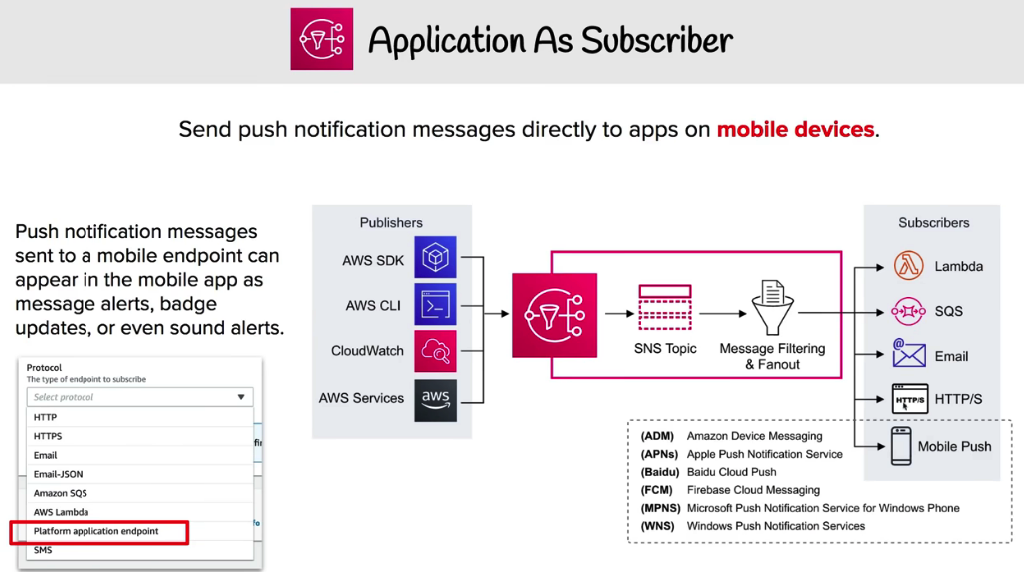 Application As Subscriber
Send push notification messages directly to apps on mobile devices.
Push notification messages
sent to a mobile endpoint can
appear in the mobile app as
message alerts, badge
updates, or even sound alerts.
Protocol
The type of endpoint to subscribe
Select protocol
HTTP
HTTPS
Email
Email-JSON
Amazon SQS
AWS Lambda
Platform application endpoint
SMS
Publishers
AWS SDK
AWS CLI
CloudWatch
AWS Services
aws
SNS Topic
Message Filtering
& Fanout
Subscribers
Lambda
SQS
@
Email
HTTP/S
HTTP/S
Mobile Push
(ADM) Amazon Device Messaging
(APNs) Apple Push Notification Service
(Baidu) Baidu Cloud Push
(FCM) Firebase Cloud Messaging
(MPNS) Microsoft Push Notification Service for Windows Phone
(WNS) Windows Push Notification Services